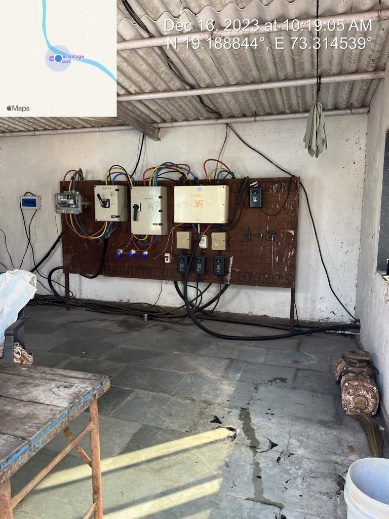 Dec 16, 2023 at 10:19:05 AM
N 19.188844°, E 73.314539°
Maps